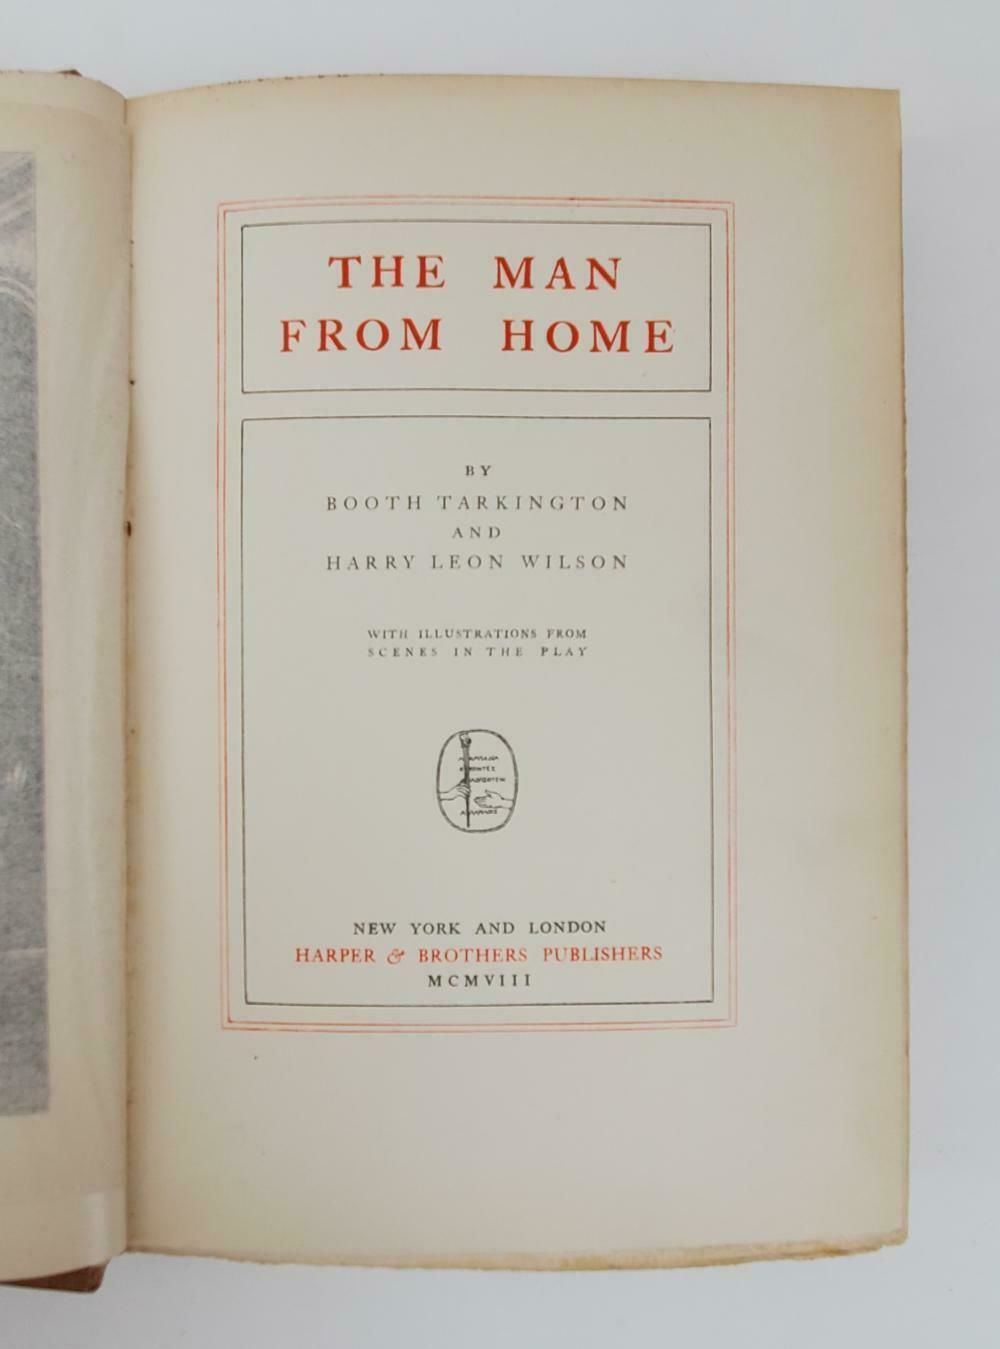 THE MAN
FROM HOME
BY
BOOTH TARKINGTON
AND
HARRY LEON WILSON
WITH ILLUSTRATIONS FROM
SCENES IN THE PLAY
NEW YORK AND LONDON
HARPER & BROTHERS PUBLISHERS
MCMVIII